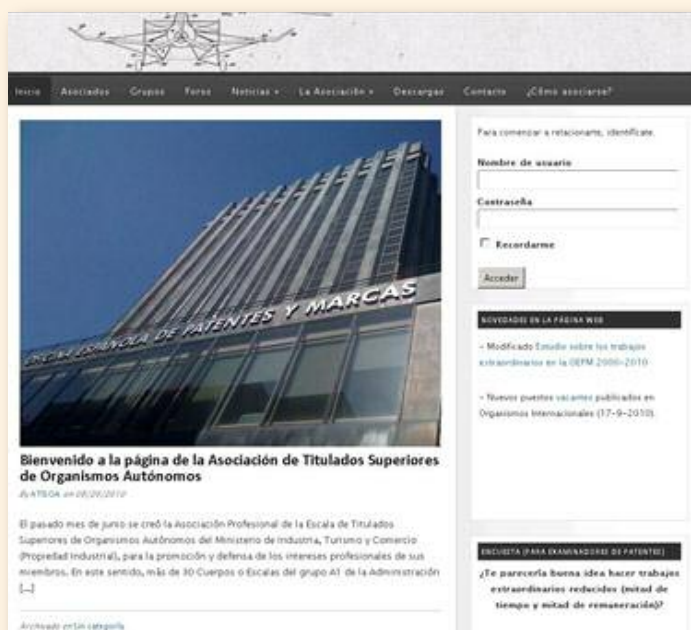 Inicio Asociados Grupos Foros Noticias La Asociación Descargas Contacto ¿Cómo asociarse?
OFICINA ESPAÑOLA DE PATENTES Y MARCAS
Bienvenido a la página de la Asociación de Titulados Superiores
de Organismos Autónomos
By ATSOA on 08/20/2010
El pasado mes de junio se creó la Asociación Profesional de la Escala de Titulados
Superiores de Organismos Autónomos del Ministerio de Industria, Turismo y Comercio
(Propiedad Industrial), para la promoción y defensa de los intereses profesionales de sus
miembros. En este sentido, más de 30 Cuerpos o Escalas del grupo A1 de la Administración
[...]
Archivado en: Sin categoría
Para comenzar a relacionarte, identifícate.
Nombre de usuario
Contraseña
Recordarme
Acceder
NOVEDADES EN LA PÁGINA WEB
- Modificado Estudio sobre los trabajos
extraordinarios en la OEPM 2000-2010
- Nuevos puestos vacantes publicados en
Organismos Internacionales (17-9-2010).
ENCUESTA (PARA EXAMINADORES DE PATENTES)
¿Te parecería buena idea hacer trabajos
extraordinarios reducidos (mitad de
tiempo y mitad de remuneración)?